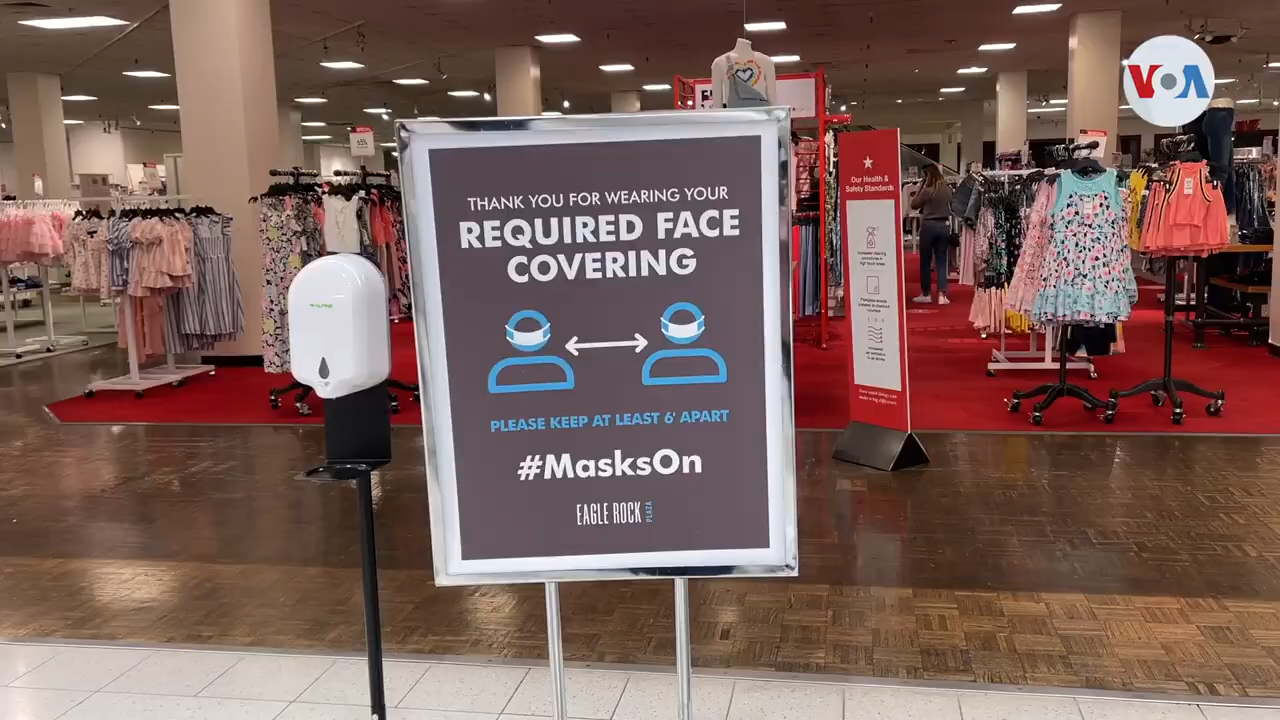 VOA
THANK YOU FOR WEARING YOUR
REQUIRED FACE
COVERING
PLEASE KEEP AT LEAST 6' APART
#MasksOn
EAGLE ROCK
PLAZA
Our Health &
Safety Standards
65%